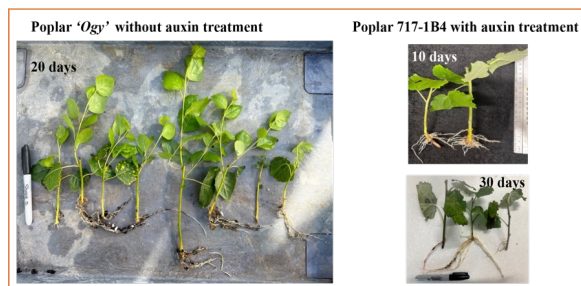 Poplar ‘Ogy’ without auxin treatment
20 days
Poplar 717-1B4 with auxin treatment
10 days
30 days